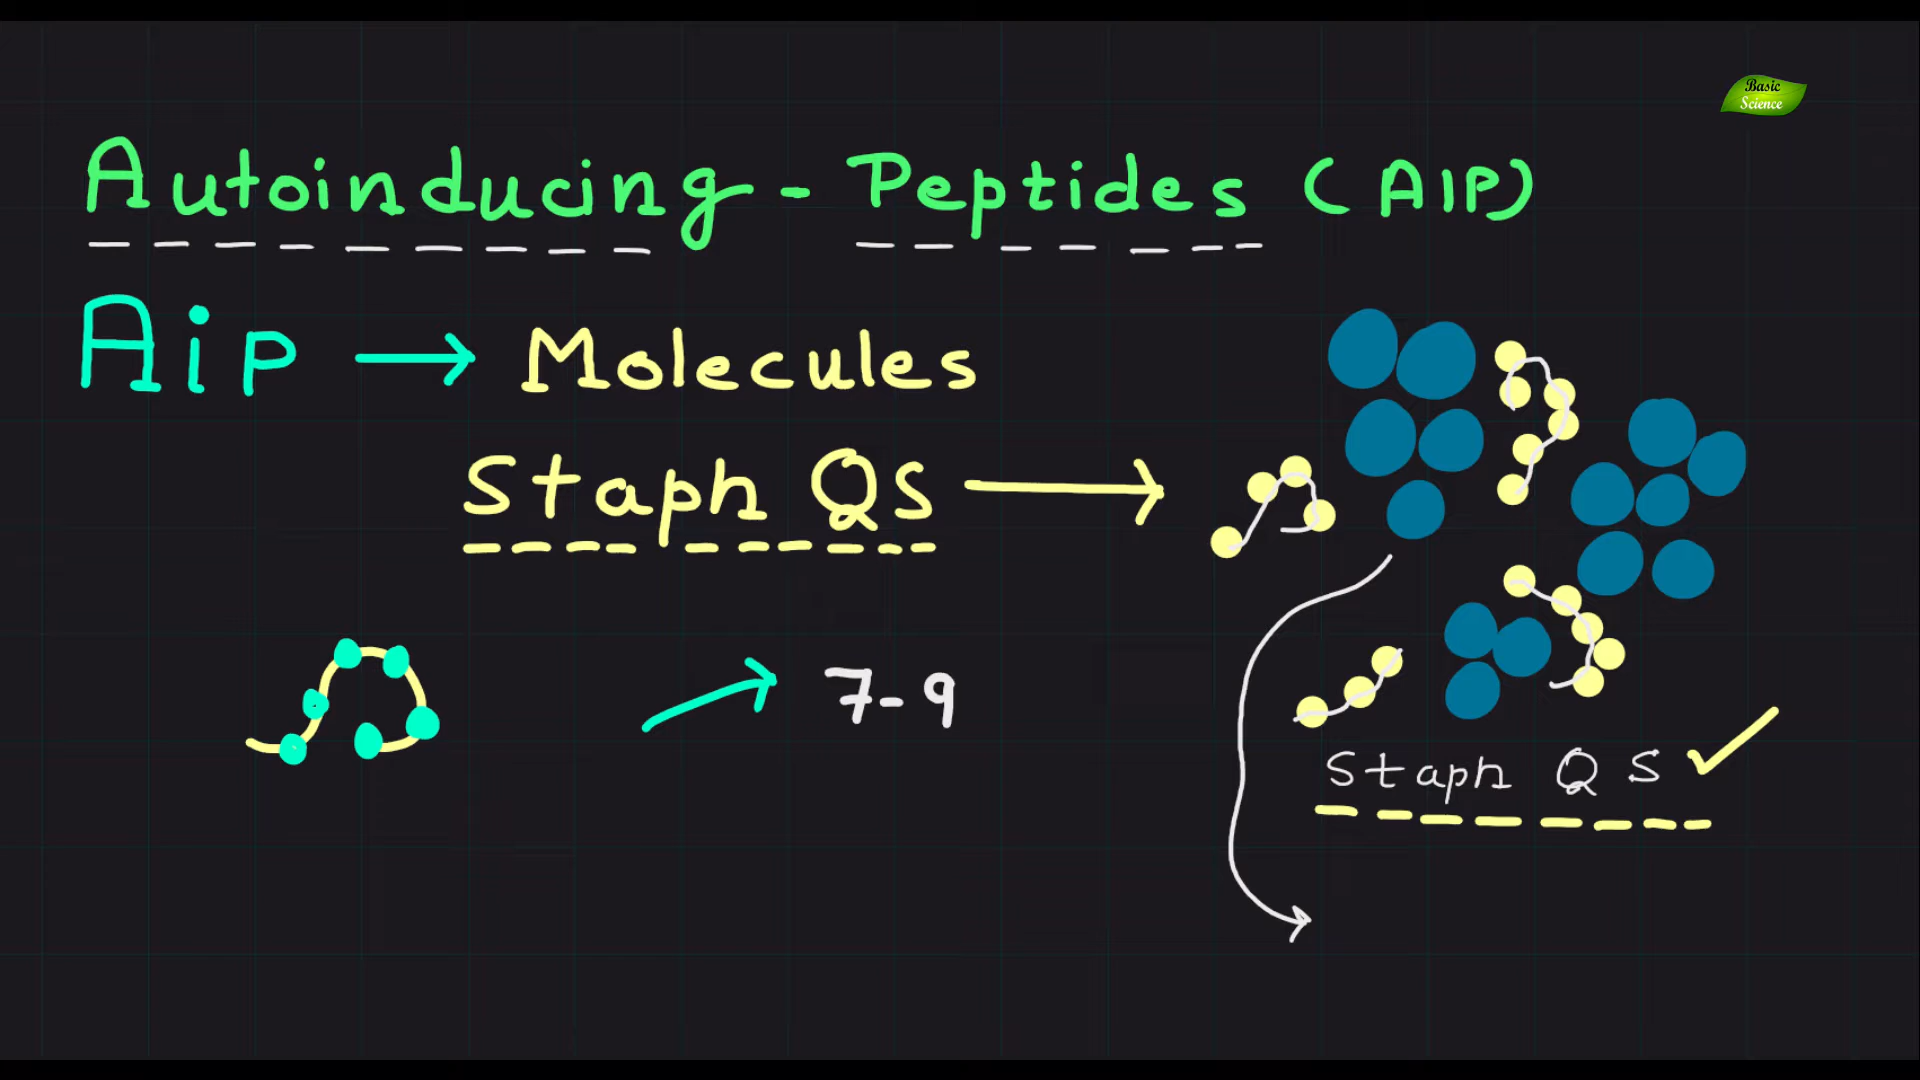 Basic
Science
Autoinducing - Peptides (AIP)
Aip → Molecules
Staph QS →
7-9
Staph QS ✓